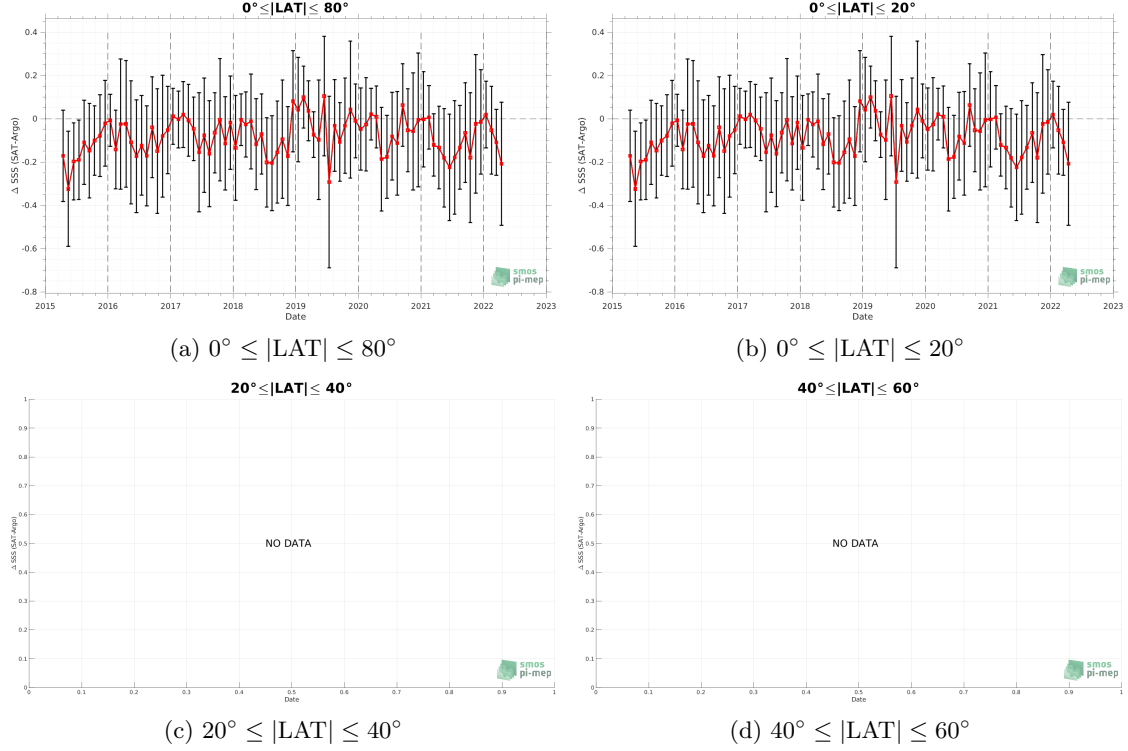 0°≤|LAT|≤ 80°
0.4
0.2
0
-0.2
-0.4
-0.6
-0.8
Δ SSS (SAT-Argo)
2015 2016 2017 2018 2019 2020 2021 2022 2023
Date
smos
pi-mep
(a) 0° ≤ |LAT| ≤ 80°
0°≤|LAT|≤ 20°
0.4
0.2
0
-0.2
-0.4
-0.6
-0.8
Δ SSS (SAT-Argo)
2015 2016 2017 2018 2019 2020 2021 2022 2023
Date
smos
pi-mep
(b) 0° ≤ |LAT| ≤ 20°
20°≤|LAT|≤ 40°
1
0.9
0.8
0.7
0.6
0.5
0.4
0.3
0.2
0.1
0
Δ SSS (SAT-Argo)
NO DATA
0 0.1 0.2 0.3 0.4 0.5 0.6 0.7 0.8 0.9 1
Date
smos
pi-mep
(c) 20° ≤ |LAT| ≤ 40°
40°≤|LAT|≤ 60°
1
0.9
0.8
0.7
0.6
0.5
0.4
0.3
0.2
0.1
0
Δ SSS (SAT-Argo)
NO DATA
0 0.1 0.2 0.3 0.4 0.5 0.6 0.7 0.8 0.9 1
Date
smos
pi-mep
(d) 40° ≤ |LAT| ≤ 60°